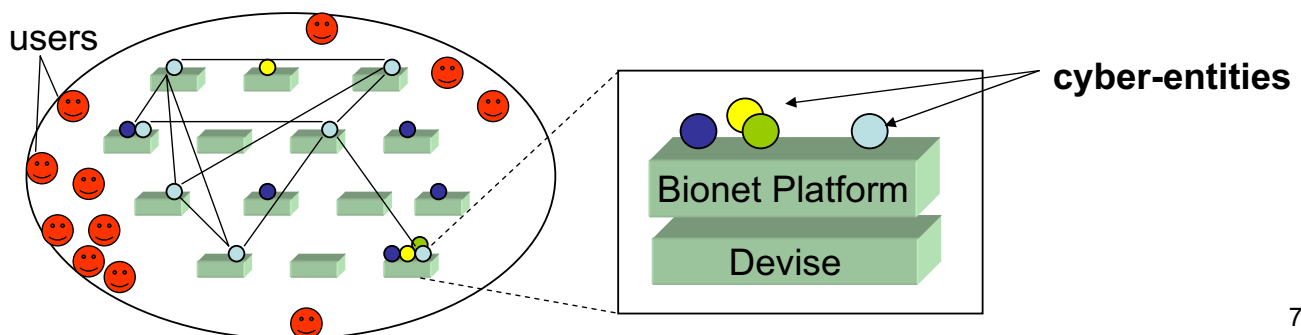 users
cyber-entities
Bionet Platform
Devise
7